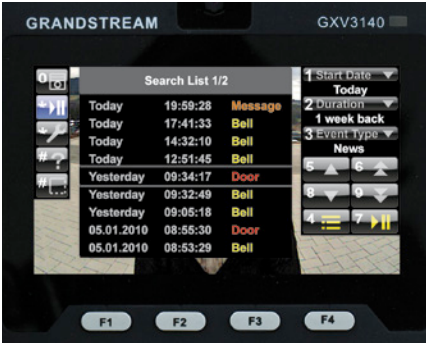 GRANDSTREAM GXV3140
0
*
*
#?
#
Search List 1/2
Today 19:59:28 Message
Today 17:41:33 Bell
Today 14:32:10 Bell
Today 12:51:45 Bell
Yesterday 09:34:17 Door
Yesterday 09:32:49 Bell
Yesterday 09:05:18 Bell
05.01.2010 08:55:30 Door
05.01.2010 08:53:29 Bell
1 Start Date
Today
2 Duration
1 week back
3 Event Type
News
5 6
8 9
4 7
F1 F2 F3 F4